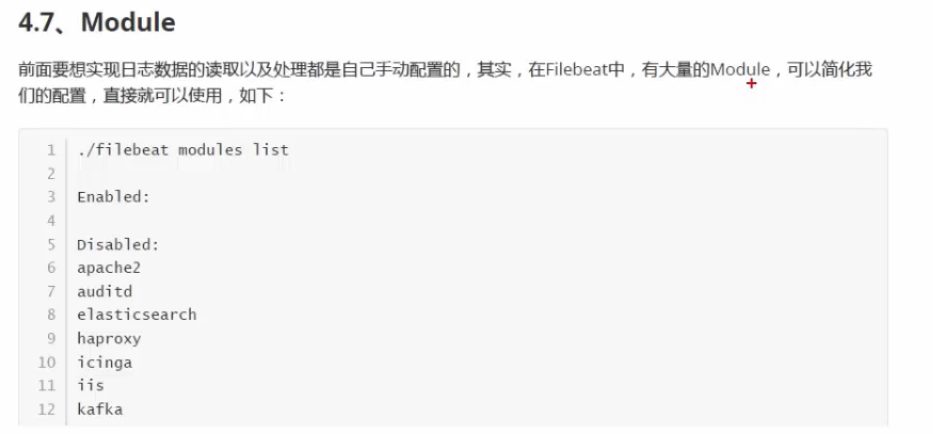 4.7、Module
前面要想实现日志数据的读取以及处理都是自己手动配置的，其实，在Filebeat中，有大量的Module，可以简化我
们的配置，直接就可以使用，如下：
1 ./filebeat modules list
2
3 Enabled:
4
5 Disabled:
6 apache2
7 auditd
8 elasticsearch
9 haproxy
10 icinga
11 iis
12 kafka